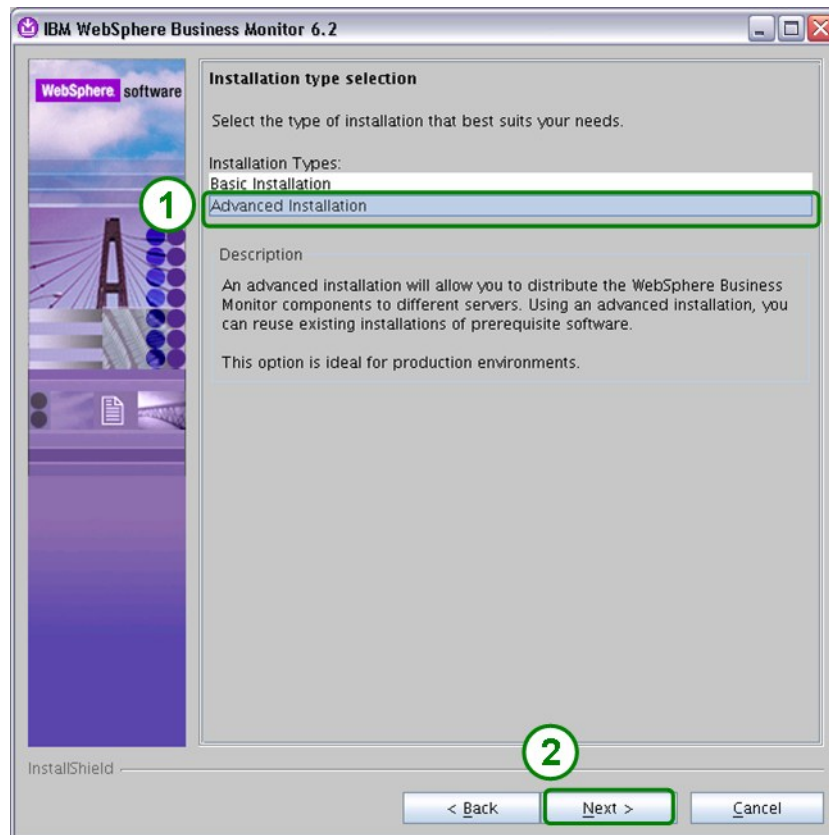 IBM WebSphere Business Monitor 6.2
WebSphere software
Installation type selection
Select the type of installation that best suits your needs.
Installation Types:
Basic Installation
1
Advanced Installation
Description
An advanced installation will allow you to distribute the WebSphere Business
Monitor components to different servers. Using an advanced installation, you
can reuse existing installations of prerequisite software.
This option is ideal for production environments.
2
InstallShield
< Back
Next >
Cancel